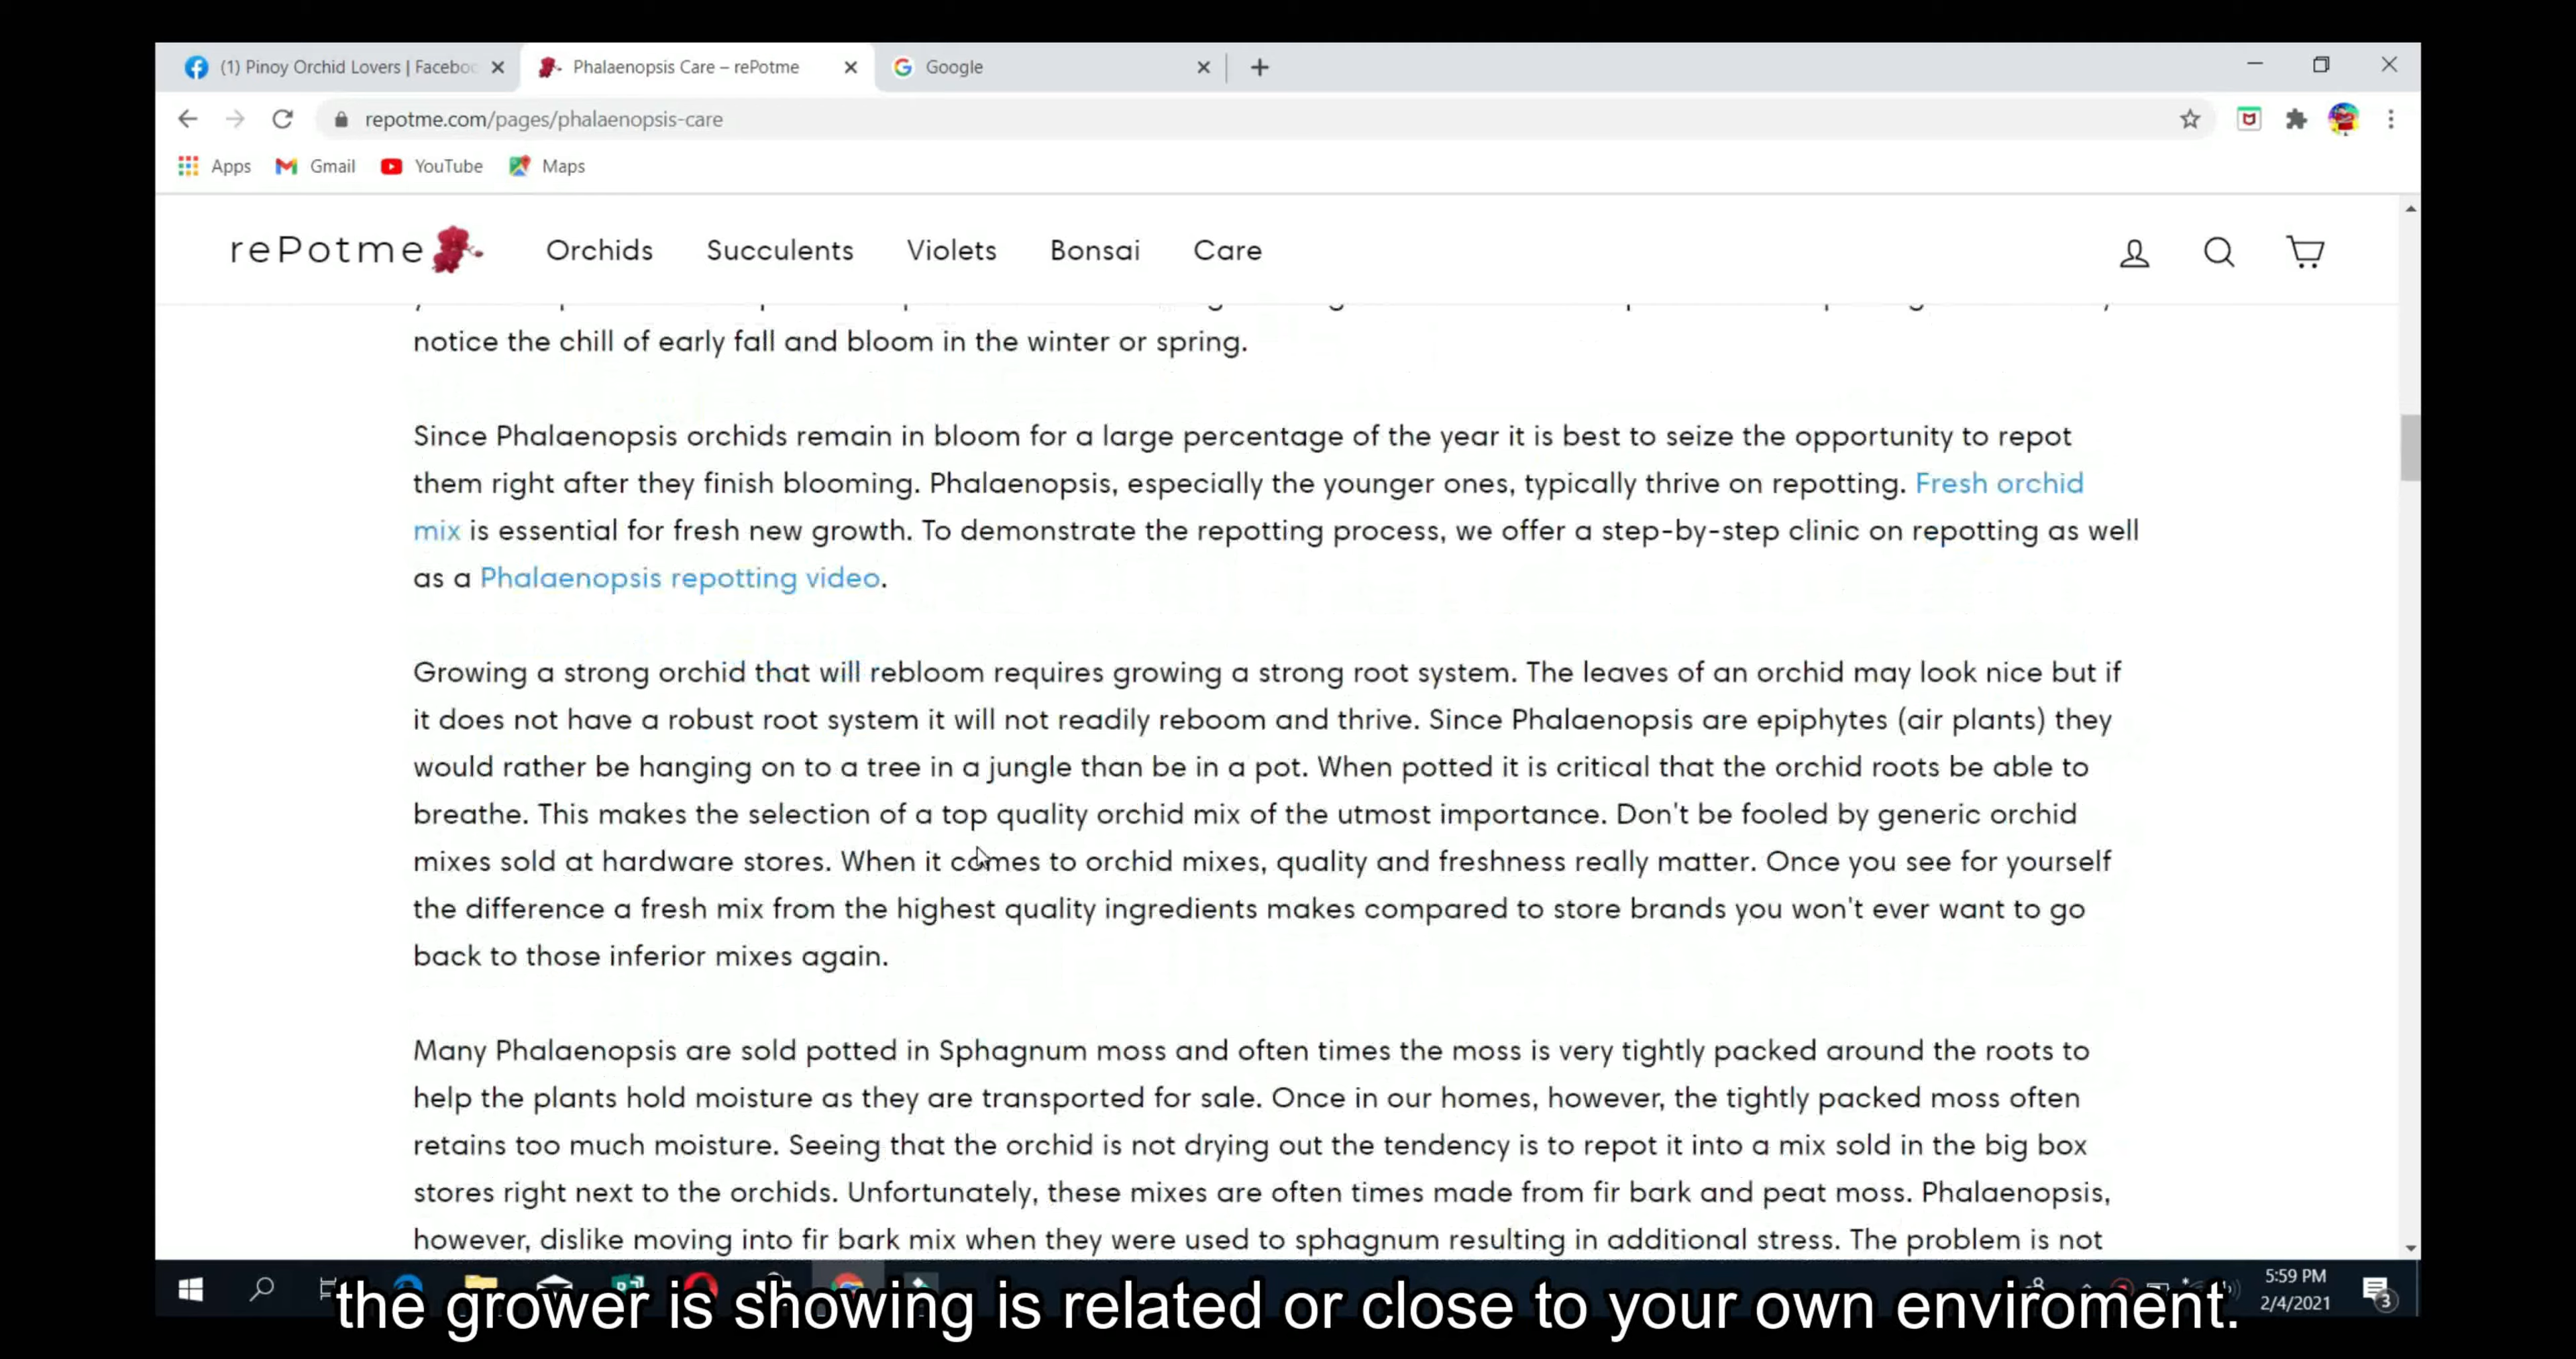 (1) Pinoy Orchid Lovers | Faceboo
Phalaenopsis Care – rePotme
Google
repotme.com/pages/phalaenopsis-care
Apps
Gmail
YouTube
Maps
rePotme
Orchids
Succulents
Violets
Bonsai
Care
notice the chill of early fall and bloom in the winter or spring.
Since Phalaenopsis orchids remain in bloom for a large percentage of the year it is best to seize the opportunity to repot
them right after they finish blooming. Phalaenopsis, especially the younger ones, typically thrive on repotting. Fresh orchid
mix is essential for fresh new growth. To demonstrate the repotting process, we offer a step-by-step clinic on repotting as well
as a Phalaenopsis repotting video.
Growing a strong orchid that will rebloom requires growing a strong root system. The leaves of an orchid may look nice but if
it does not have a robust root system it will not readily reboom and thrive. Since Phalaenopsis are epiphytes (air plants) they
would rather be hanging on to a tree in a jungle than be in a pot. When potted it is critical that the orchid roots be able to
breathe. This makes the selection of a top quality orchid mix of the utmost importance. Don't be fooled by generic orchid
mixes sold at hardware stores. When it comes to orchid mixes, quality and freshness really matter. Once you see for yourself
the difference a fresh mix from the highest quality ingredients makes compared to store brands you won't ever want to go
back to those inferior mixes again.
Many Phalaenopsis are sold potted in Sphagnum moss and often times the moss is very tightly packed around the roots to
help the plants hold moisture as they are transported for sale. Once in our homes, however, the tightly packed moss often
retains too much moisture. Seeing that the orchid is not drying out the tendency is to repot it into a mix sold in the big box
stores right next to the orchids. Unfortunately, these mixes are often times made from fir bark and peat moss. Phalaenopsis,
however, dislike moving into fir bark mix when they were used to sphagnum resulting in additional stress. The problem is not
5:59 PM
2/4/2021
3
the grower is showing is related or close to your own enviroment.